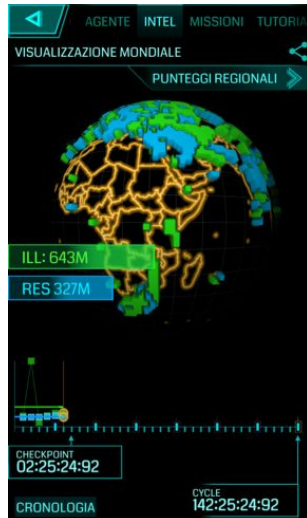 AGENTE INTEL MISSIONI TUTORIA
VISUALIZZAZIONE MONDIALE
PUNTEGGI REGIONALI
ILL: 643M
RES 327M
CHECKPOINT
02:25:24:92
CYCLE
142:25:24:92
CRONOLOGIA